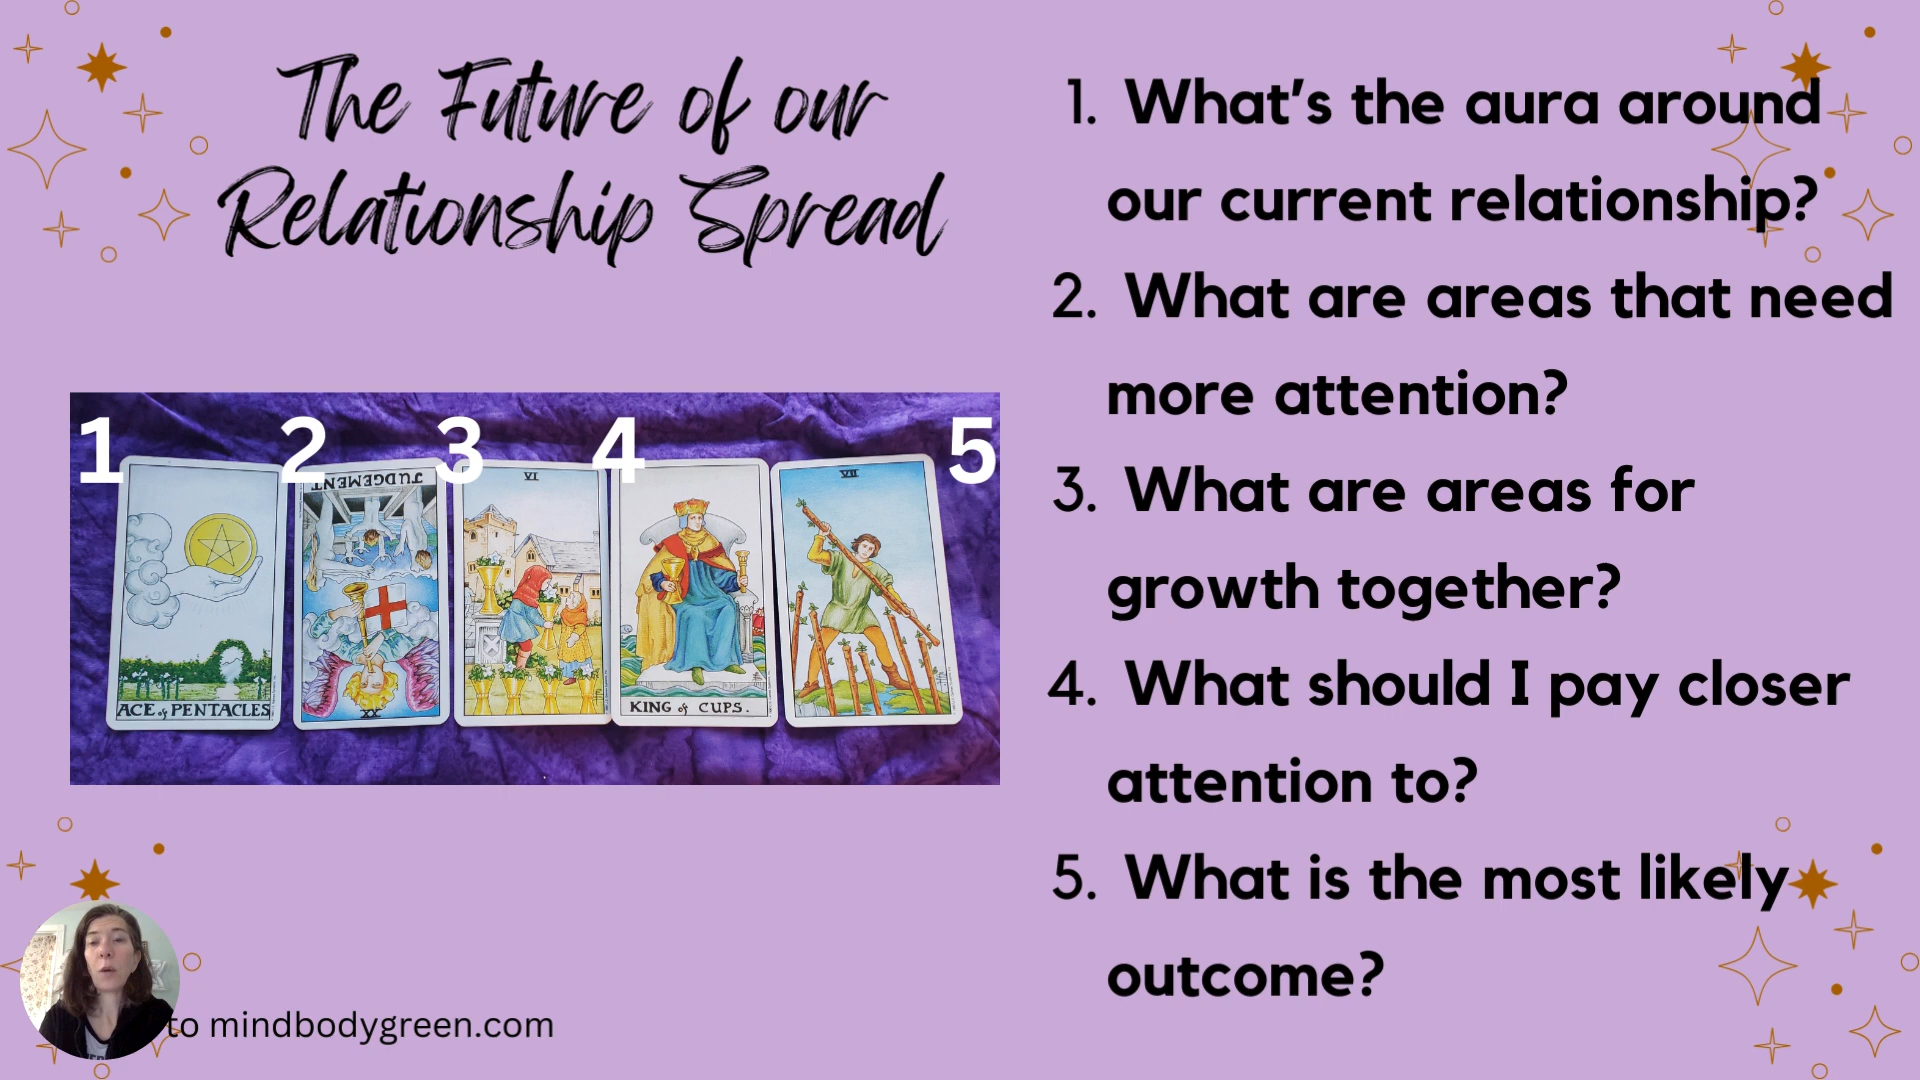 The Future of our
Relationship Spread
1. What's the aura around
our current relationship?
2. What are areas that need
more attention?
3. What are areas for
growth together?
4. What should I pay closer
attention to?
5. What is the most likely
outcome?
1 2 3 4 5
JUDGEMENT
VI
VII
ACE of PENTACLES
XX
KING of CUPS.
to mindbodygreen.com